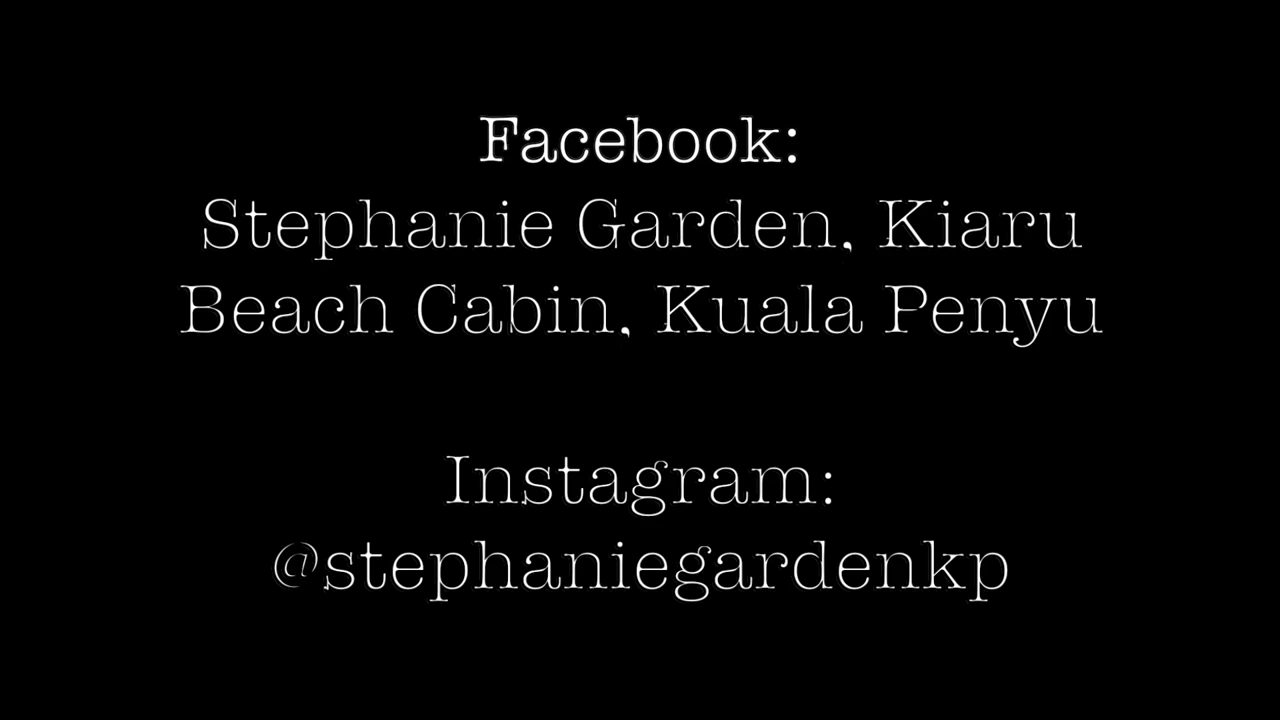 Facebook:
Stephanie Garden, Kiaru
Beach Cabin, Kuala Penyu
Instagram:
@stephaniegardenkp